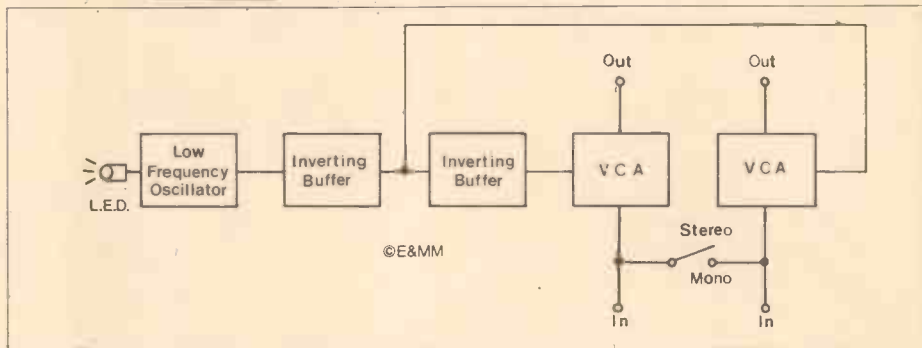 Out
Out
Low
Frequency
Oscillator
Inverting
Buffer
Inverting
Buffer
VCA
VCA
L.E.D.
©E&MM
Stereo
Mono
In
In